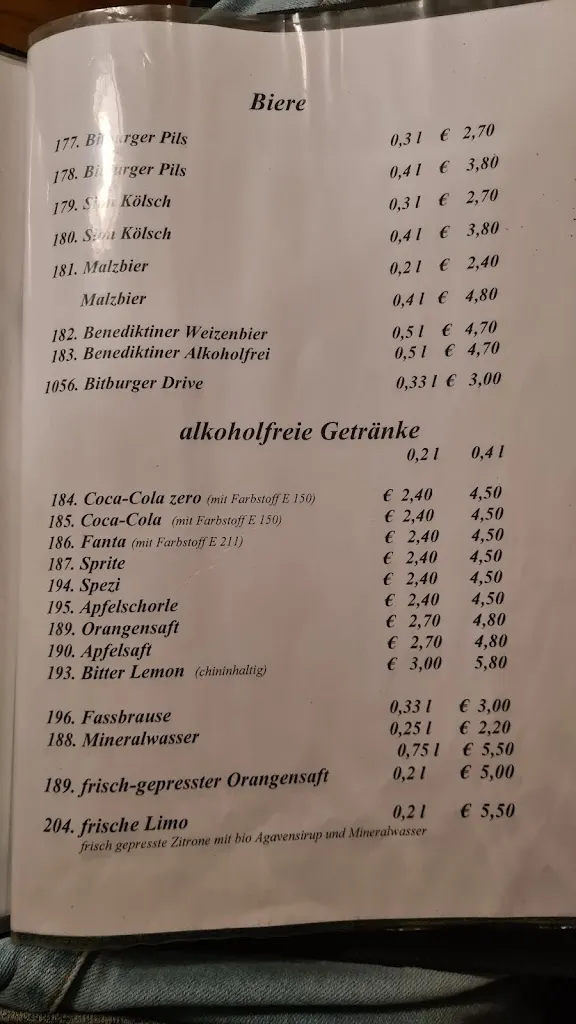 Biere
177. Bitburger Pils 0,3 l € 2,70
178. Bitburger Pils 0,4 l € 3,80
179. Sion Kölsch 0,3 l € 2,70
180. Sion Kölsch 0,4 l € 3,80
181. Malzbier 0,2 l € 2,40
Malzbier 0,4 l € 4,80
182. Benediktiner Weizenbier 0,5 l € 4,70
183. Benediktiner Alkoholfrei 0,5 l € 4,70
1056. Bitburger Drive 0,33 l € 3,00
alkoholfreie Getränke
0,2 l 0,4 l
184. Coca-Cola zero (mit Farbstoff E 150) € 2,40 4,50
185. Coca-Cola (mit Farbstoff E 150) € 2,40 4,50
186. Fanta (mit Farbstoff E 211) € 2,40 4,50
187. Sprite € 2,40 4,50
194. Spezi € 2,40 4,50
195. Apfelschorle € 2,40 4,50
189. Orangensaft € 2,70 4,80
190. Apfelsaft € 2,70 4,80
193. Bitter Lemon (chininhaltig) € 3,00 5,80
196. Fassbrause 0,33 l € 3,00
188. Mineralwasser 0,25 l € 2,20
0,75 l € 5,50
189. frisch-gepresster Orangensaft 0,2 l € 5,00
204. frische Limo 0,2 l € 5,50
frisch gepresste Zitrone mit bio Agavensirup und Mineralwasser